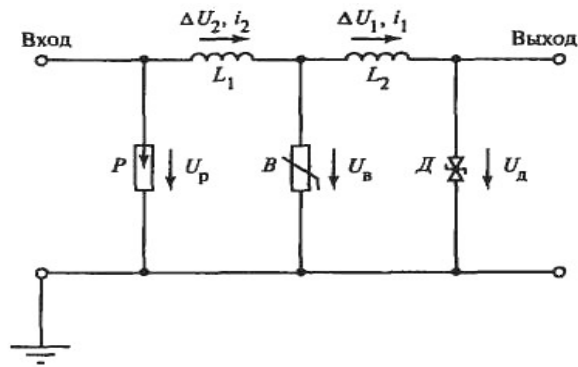 ΔU₂, i₂
ΔU₁, i₁
Вход
Выход
L₁
L₂
Р
Uр
В
Uв
Д
Uд